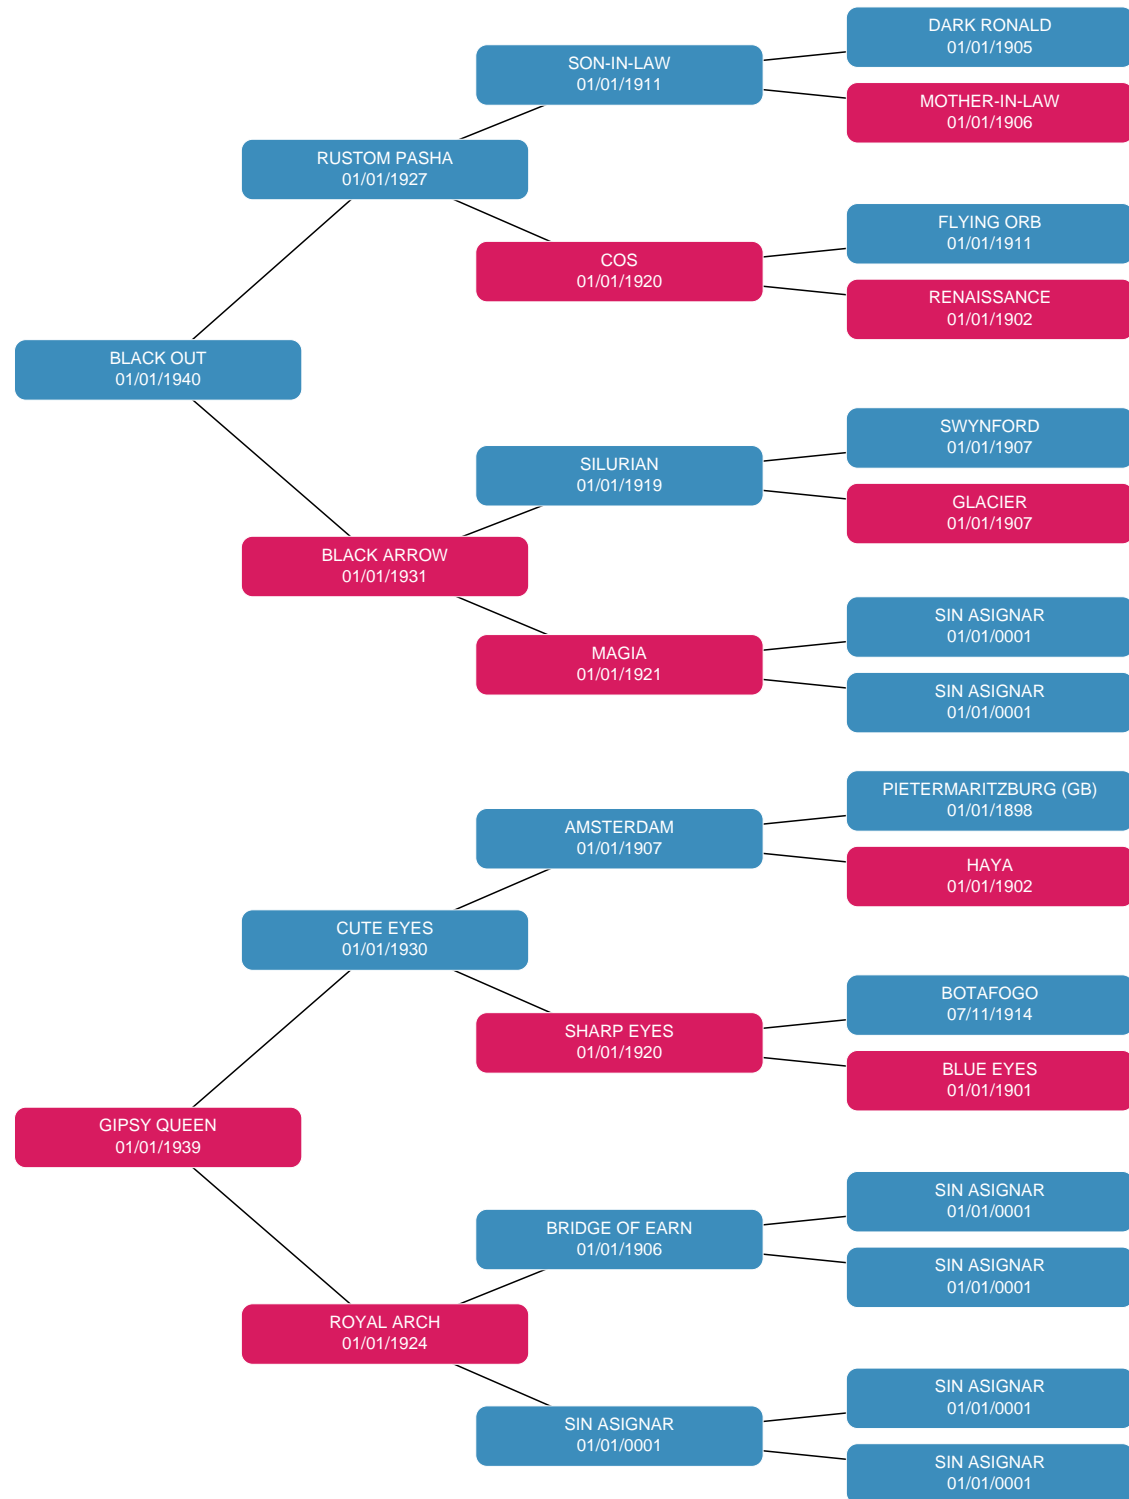 DARK RONALD
01/01/1905
SON-IN-LAW
01/01/1911
MOTHER-IN-LAW
01/01/1906
RUSTOM PASHA
01/01/1927
FLYING ORB
01/01/1911
COS
01/01/1920
RENAISSANCE
01/01/1902
BLACK OUT
01/01/1940
SWYNFORD
01/01/1907
SILURIAN
01/01/1919
GLACIER
01/01/1907
BLACK ARROW
01/01/1931
SIN ASIGNAR
01/01/0001
MAGIA
01/01/1921
SIN ASIGNAR
01/01/0001
PIETERMARITZBURG (GB)
01/01/1898
AMSTERDAM
01/01/1907
HAYA
01/01/1902
CUTE EYES
01/01/1930
BOTAFOGO
07/11/1914
SHARP EYES
01/01/1920
BLUE EYES
01/01/1901
GIPSY QUEEN
01/01/1939
SIN ASIGNAR
01/01/0001
BRIDGE OF EARN
01/01/1906
SIN ASIGNAR
01/01/0001
ROYAL ARCH
01/01/1924
SIN ASIGNAR
01/01/0001
SIN ASIGNAR
01/01/0001
SIN ASIGNAR
01/01/0001